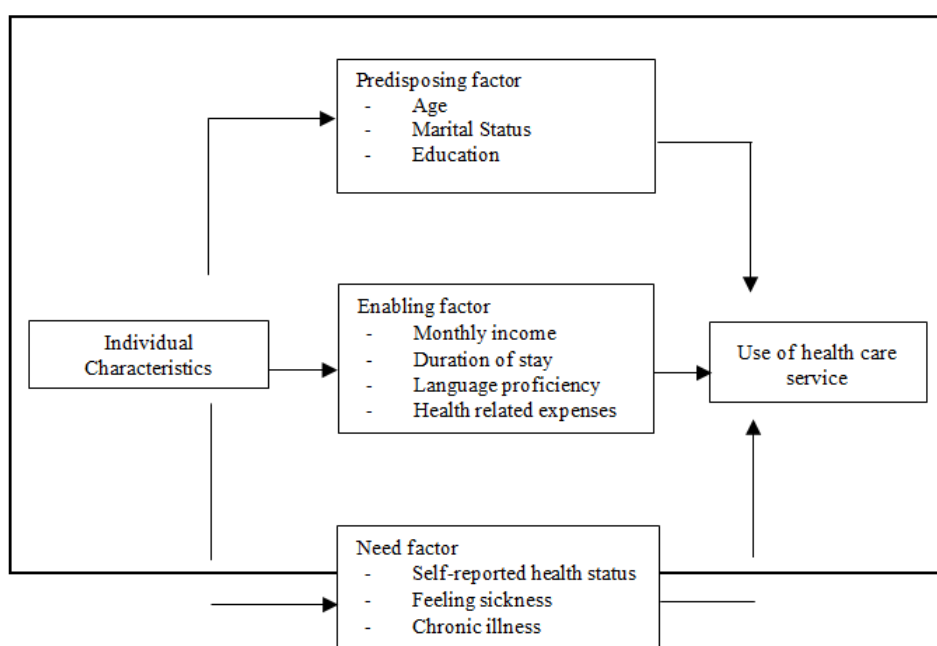 Predisposing factor
- Age
- Marital Status
- Education
Individual
Characteristics
Enabling factor
- Monthly income
- Duration of stay
- Language proficiency
- Health related expenses
Use of health care
service
Need factor
- Self-reported health status
- Feeling sickness
- Chronic illness